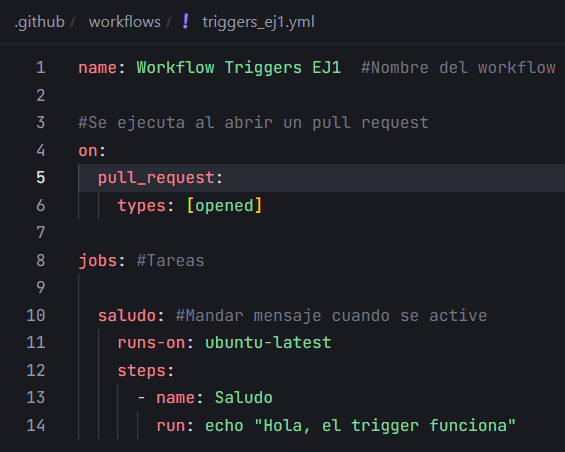 .github / workflows / ! triggers_ej1.yml
1 name: Workflow Triggers EJ1  #Nombre del workflow
2
3 #Se ejecuta al abrir un pull request
4 on:
5   pull_request:
6     types: [opened]
7
8 jobs: #Tareas
9
10   saludo: #Mandar mensaje cuando se active
11     runs-on: ubuntu-latest
12     steps:
13       - name: Saludo
14         run: echo "Hola, el trigger funciona"